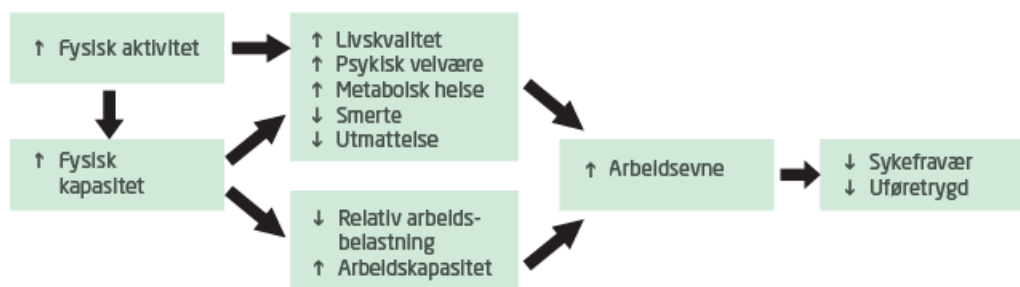 ↑ Fysisk aktivitet
↑ Fysisk
kapasitet
↑ Livskvalitet
↑ Psykisk velvære
↑ Metabolsk helse
↓ Smerte
↓ Utmattelse
↓ Relativ arbeids-
belastning
↑ Arbeidskapasitet
↑ Arbeidsevne
↓ Sykefravær
↓ Uføretrygd